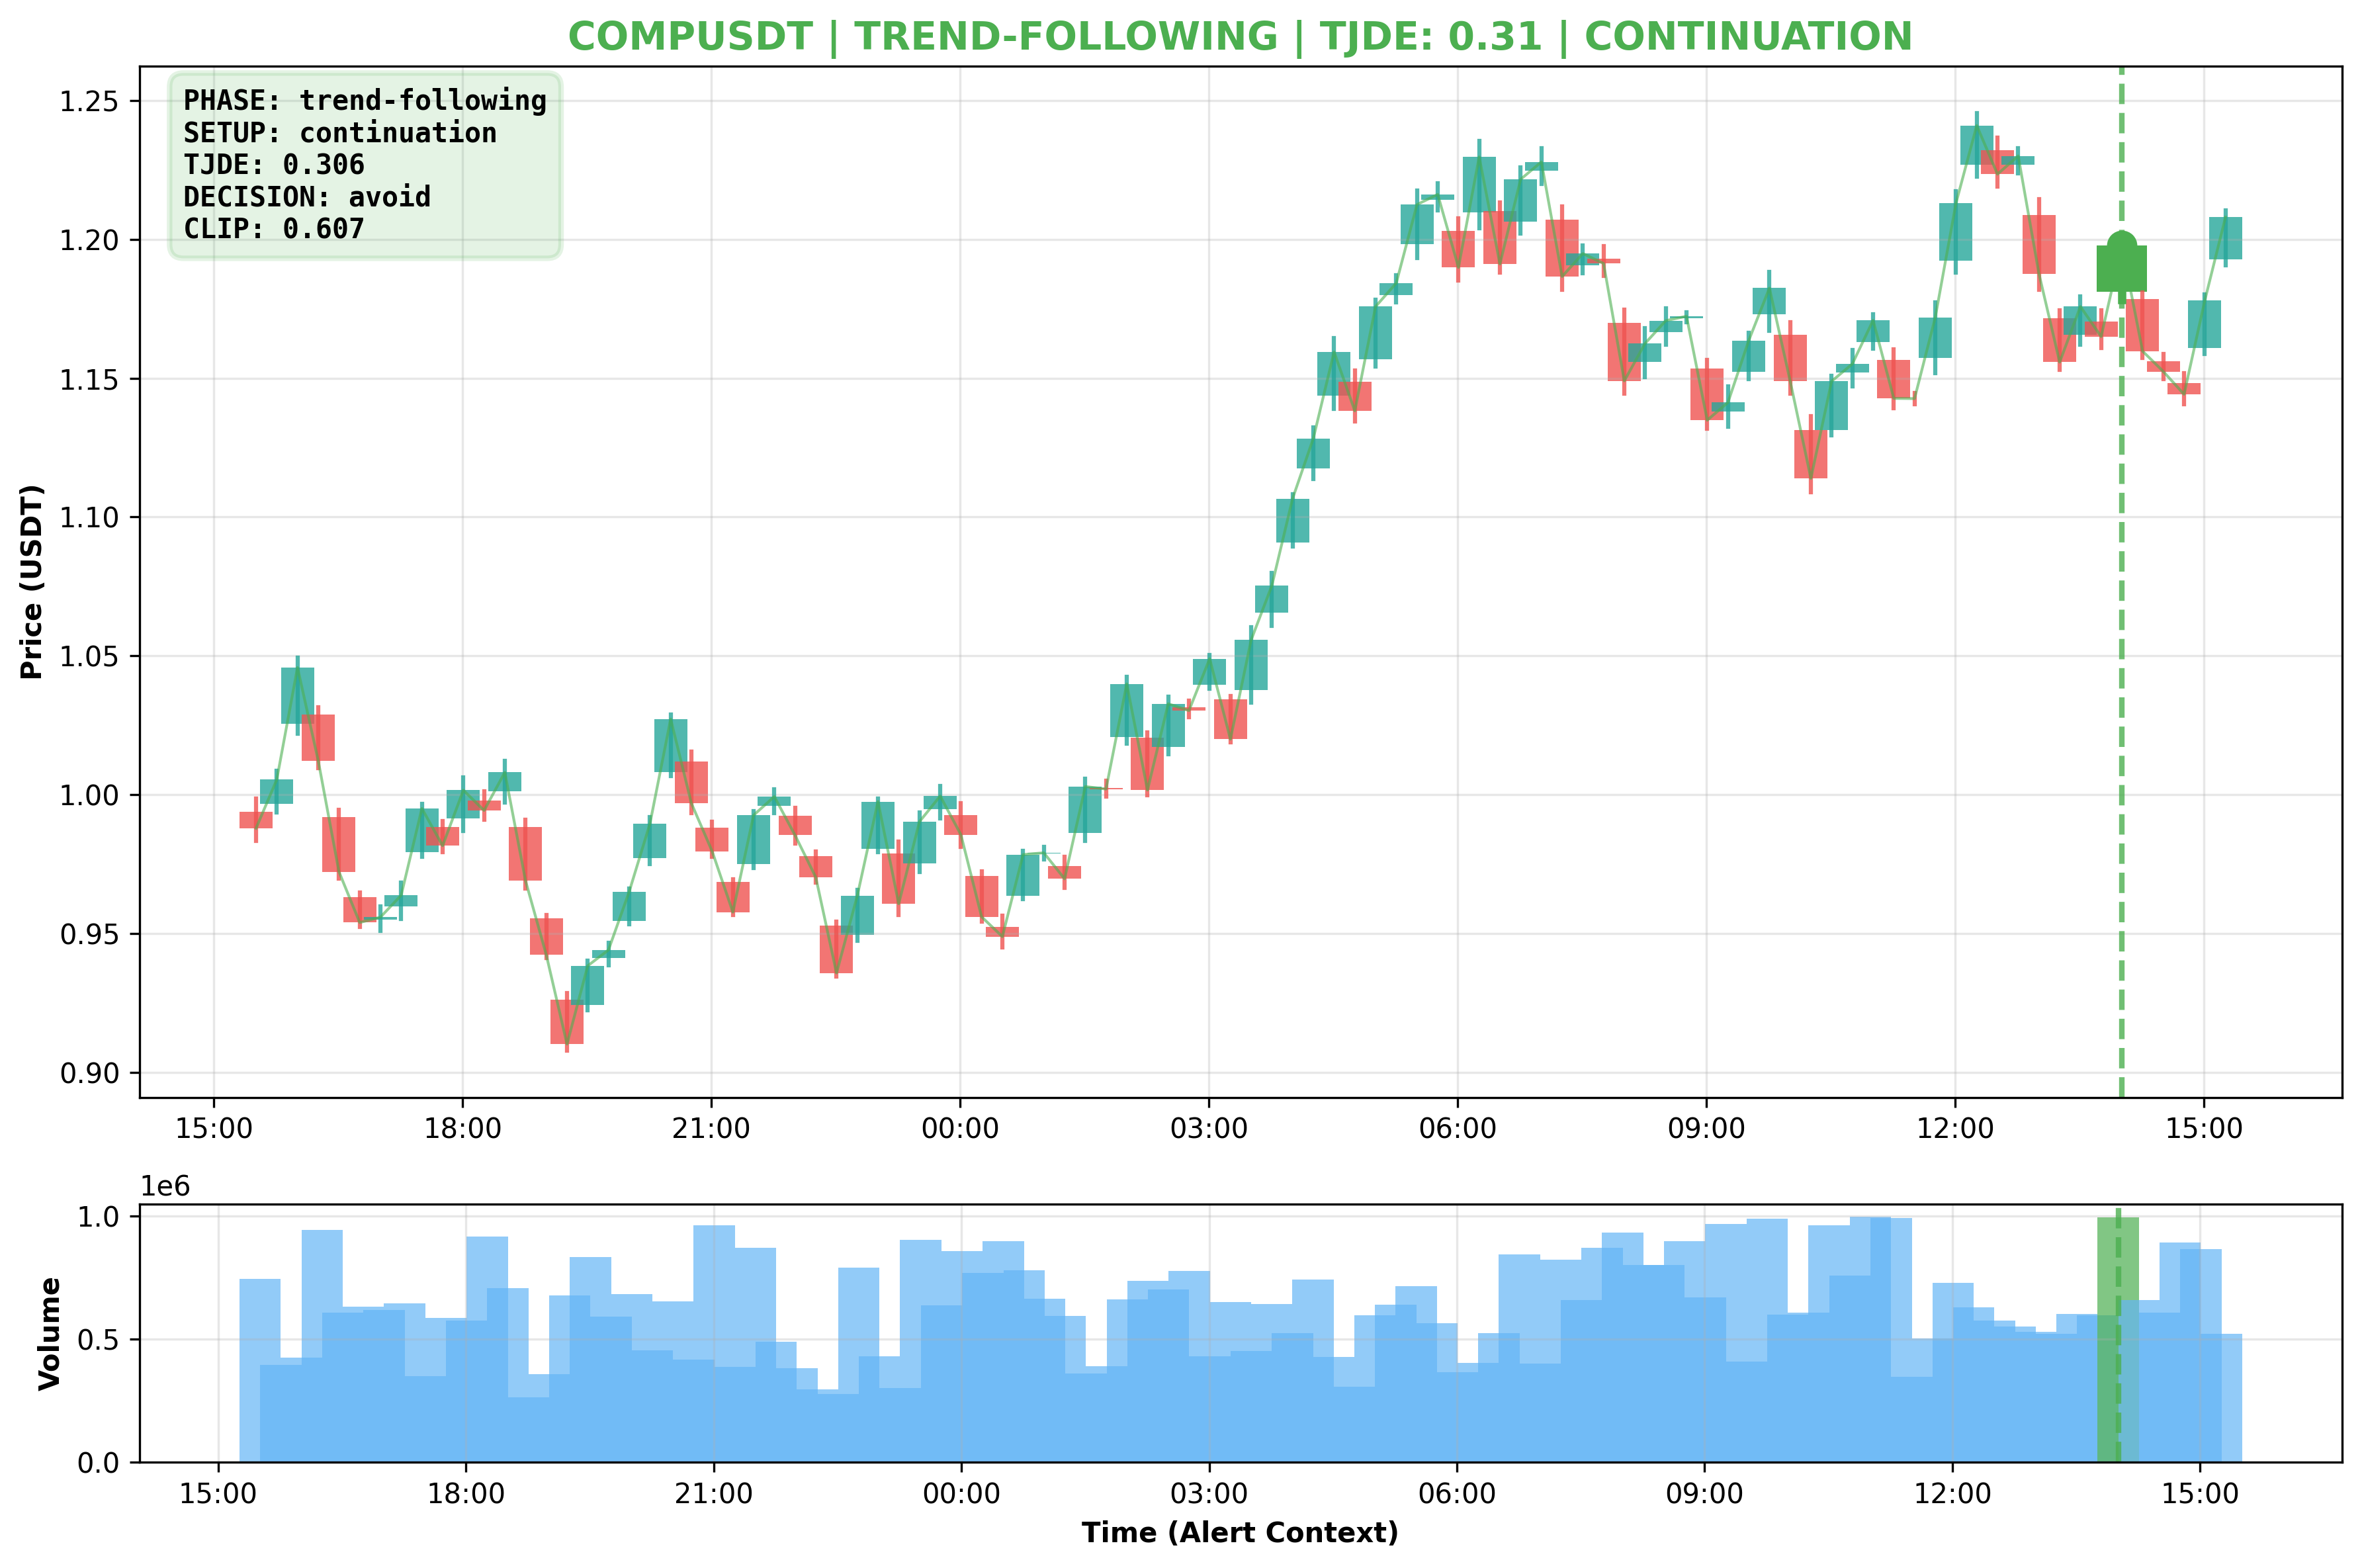 COMPUSDT | TREND-FOLLOWING | TJDE: 0.31 | CONTINUATION
PHASE: trend-following
SETUP: continuation
TJDE: 0.306
DECISION: avoid
CLIP: 0.607
Price (USDT)
1.25
1.20
1.15
1.10
1.05
1.00
0.95
0.90
15:00 18:00 21:00 00:00 03:00 06:00 09:00 12:00 15:00
1e6
Volume
1.0
0.5
0.0
15:00 18:00 21:00 00:00 03:00 06:00 09:00 12:00 15:00
Time (Alert Context)